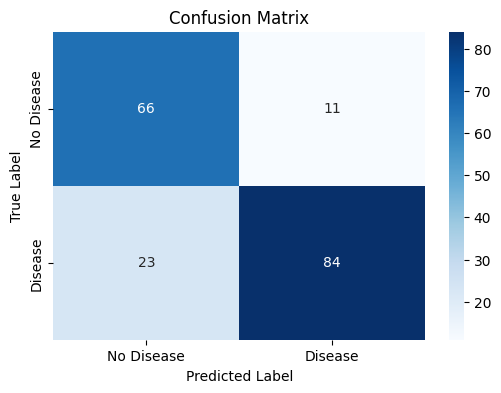 Confusion Matrix
True Label
No Disease
Disease
66
11
23
84
No Disease
Disease
Predicted Label
80
70
60
50
40
30
20